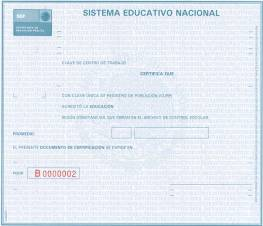 SEP
SISTEMA EDUCATIVO NACIONAL
SECRETARÍA DE
EDUCACIÓN PÚBLICA
CLAVE DE CENTRO DE TRABAJO
CERTIFICA QUE
CON CLAVE ÚNICA DE REGISTRO DE POBLACIÓN (CURP)
ACREDITÓ LA EDUCACIÓN
SEGÚN CONSTANCIAS QUE OBRAN EN EL ARCHIVO DE CONTROL ESCOLAR
PROMEDIO
EL PRESENTE DOCUMENTO DE CERTIFICACIÓN SE EXPIDE EN
FOLIO
B 0000002